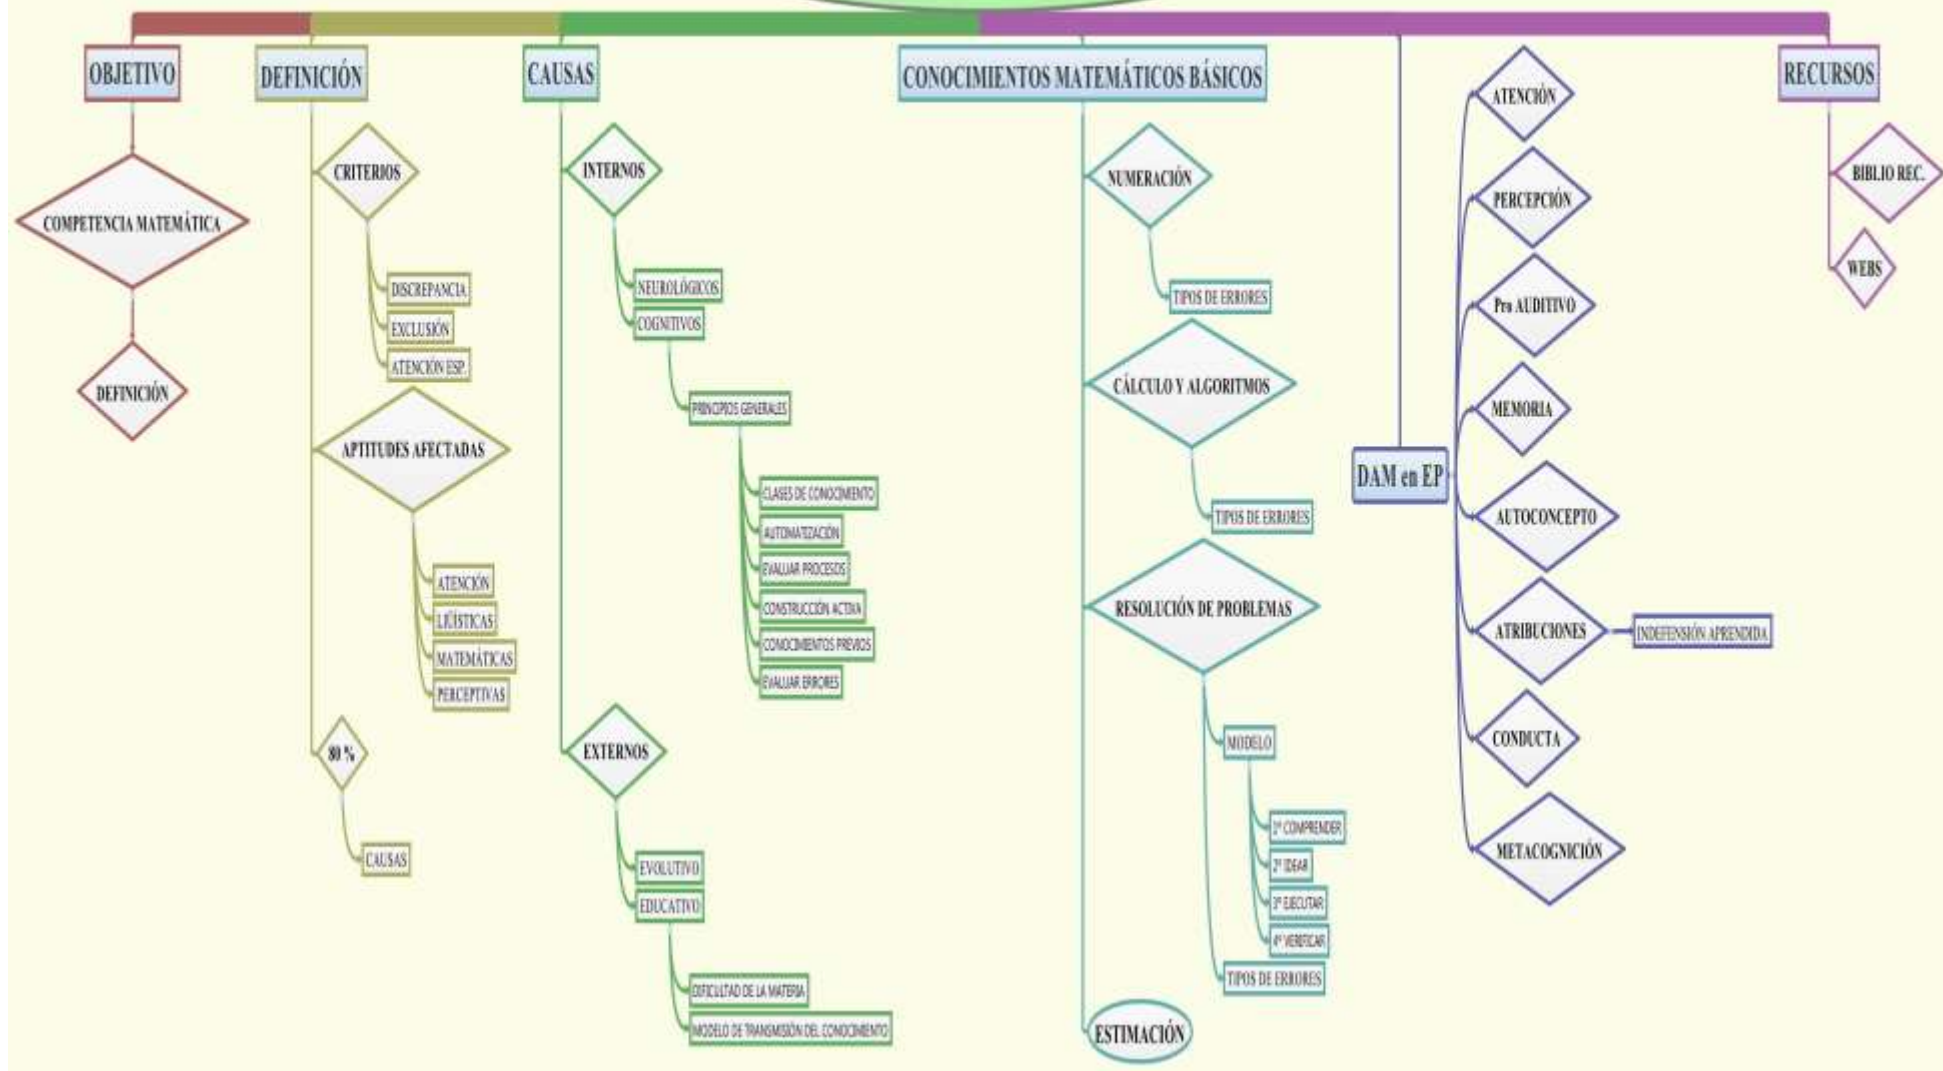 OBJETIVO
COMPETENCIA MATEMÁTICA
DEFINICIÓN
DEFINICIÓN
CRITERIOS
DISCREPANCIA
EXCLUSIÓN
ATENCIÓN ESP.
APTITUDES AFECTADAS
ATENCIÓN
LIÜÍSTICAS
MATEMÁTICAS
PERCEPTIVAS
80 %
CAUSAS
CAUSAS
INTERNOS
NEUROLÓGICOS
COGNITIVOS
PRINCIPIOS GENERALES
CLASES DE CONOCIMIENTO
AUTOMATIZACIÓN
EVALUAR PROCESOS
CONSTRUCCIÓN ACTIVA
CONOCIMIENTOS PREVIOS
EVALUAR ERRORES
EXTERNOS
EVOLUTIVO
EDUCATIVO
DIFICULTAD DE LA MATERIA
MODELO DE TRANSMISIÓN DEL CONOCIMIENTO
CONOCIMIENTOS MATEMÁTICOS BÁSICOS
NUMERACIÓN
TIPOS DE ERRORES
CÁLCULO Y ALGORITMOS
TIPOS DE ERRORES
RESOLUCIÓN DE PROBLEMAS
MODELO
1º COMPRENDER
2º IDEAR
3º EJECUTAR
4º VERIFICAR
TIPOS DE ERRORES
ESTIMACIÓN
DAM en EP
ATENCIÓN
PERCEPCIÓN
Pro AUDITIVO
MEMORIA
AUTOCONCEPTO
ATRIBUCIONES
INDEFENSIÓN APRENDIDA
CONDUCTA
METACOGNICIÓN
RECURSOS
BIBLIO REC.
WEBS